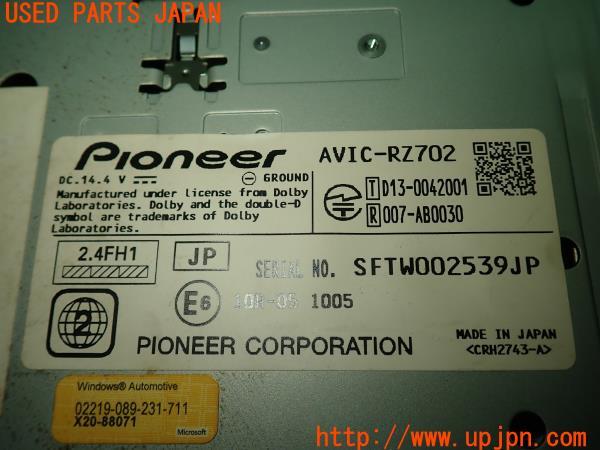 USED PARTS JAPAN
Pioneer
AVIC-RZ702
DC.14.4 V
GROUND
Manufactured under license from Dolby
Laboratories. Dolby and the double-D
symbol are trademarks of Dolby
Laboratories.
T D13-0042001
R 007-AB0030
2.4FH1
JP
SERIAL NO. SFTW002539JP
2
E6
10R-05 1005
PIONEER CORPORATION
MADE IN JAPAN
<CRH2743-A>
Windows® Automotive
02219-089-231-711
X20-88071
Microsoft
UPJ http://www.upjpn.com